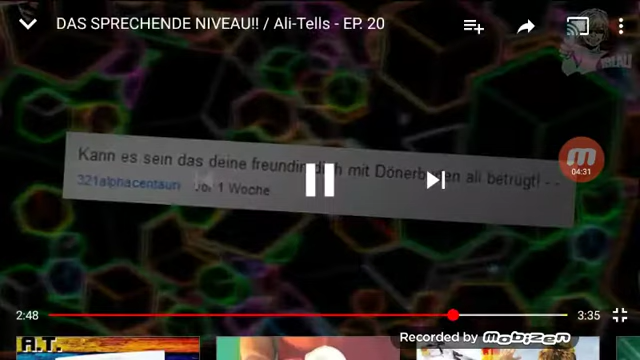 DAS SPRECHENDE NIVEAU!! / Ali-Tells - EP. 20
Kann es sein das deine freundin dich mit Dönerbuden ali betrügt! - -
321alphacentauri vor 1 Woche
04:31
2:48
3:35
Recorded by mobizen
A.T.